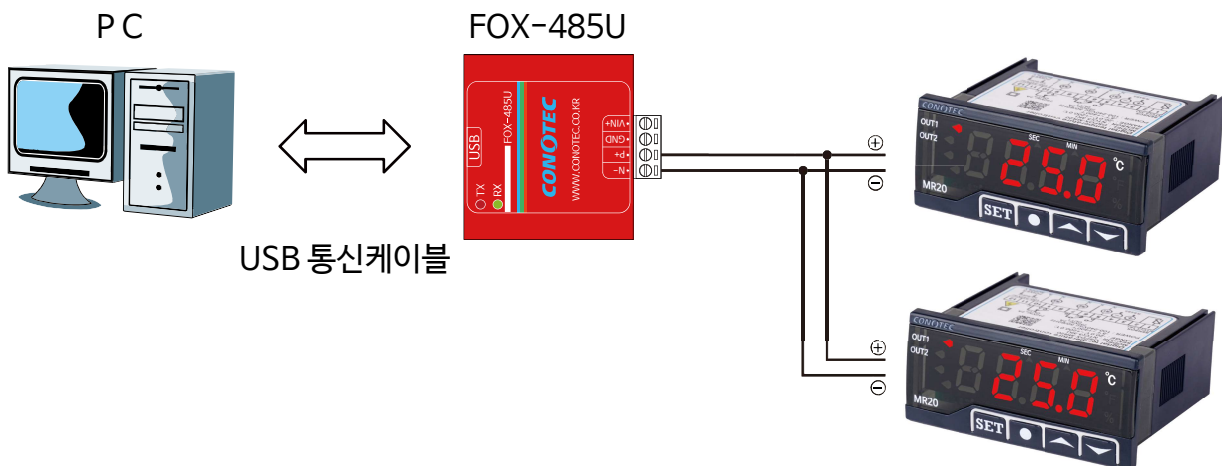 P C
FOX-485U
USB
TX
RX
FOX-485U
CONOTEC
WWW.CONOTEC.CO.KR
•VIN+
•GND
•P+
•N-
USB 통신케이블
⊕
⊖
CONOTEC
OUT1
OUT2
SEC
MIN
25.0
°C
MR20
SET
⊕
⊖
CONOTEC
OUT1
OUT2
SEC
MIN
25.0
°C
MR20
SET